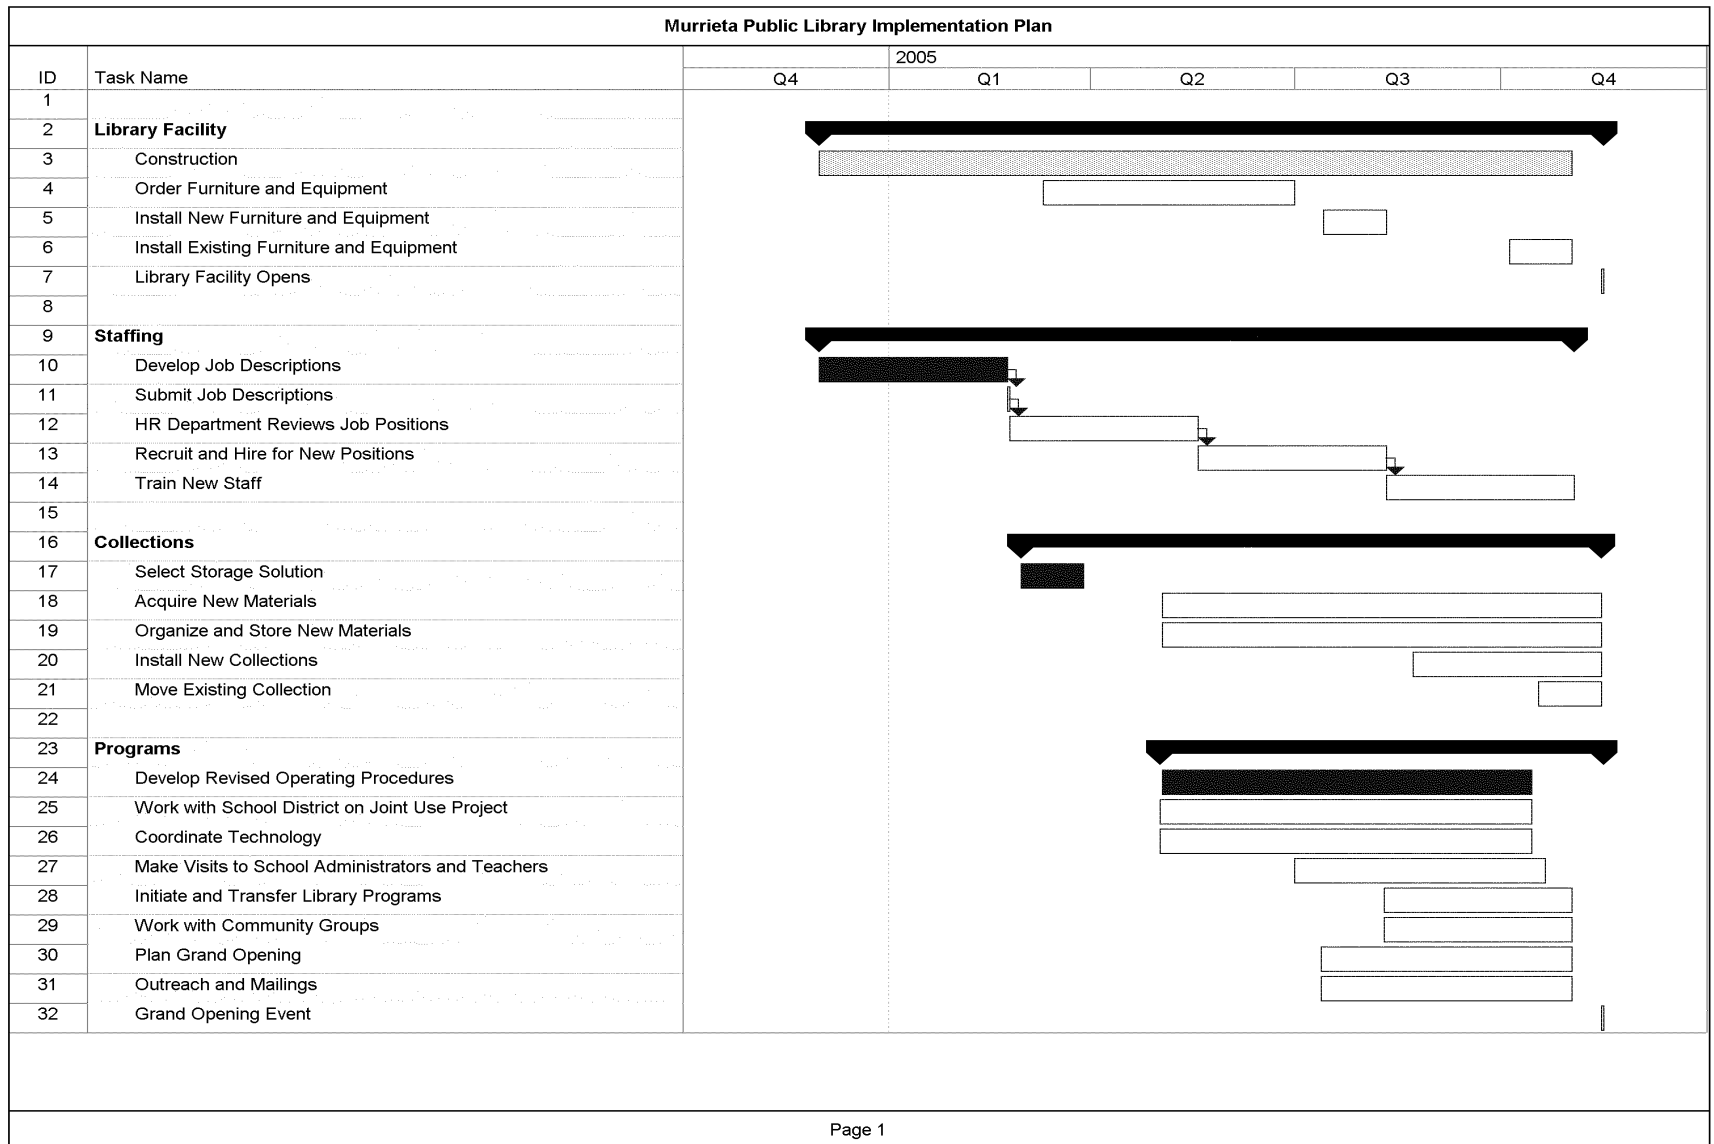 Murrieta Public Library Implementation Plan
2005
ID Task Name Q4 Q1 Q2 Q3 Q4
1
2 Library Facility
3 Construction
4 Order Furniture and Equipment
5 Install New Furniture and Equipment
6 Install Existing Furniture and Equipment
7 Library Facility Opens
8
9 Staffing
10 Develop Job Descriptions
11 Submit Job Descriptions
12 HR Department Reviews Job Positions
13 Recruit and Hire for New Positions
14 Train New Staff
15
16 Collections
17 Select Storage Solution
18 Acquire New Materials
19 Organize and Store New Materials
20 Install New Collections
21 Move Existing Collection
22
23 Programs
24 Develop Revised Operating Procedures
25 Work with School District on Joint Use Project
26 Coordinate Technology
27 Make Visits to School Administrators and Teachers
28 Initiate and Transfer Library Programs
29 Work with Community Groups
30 Plan Grand Opening
31 Outreach and Mailings
32 Grand Opening Event
Page 1